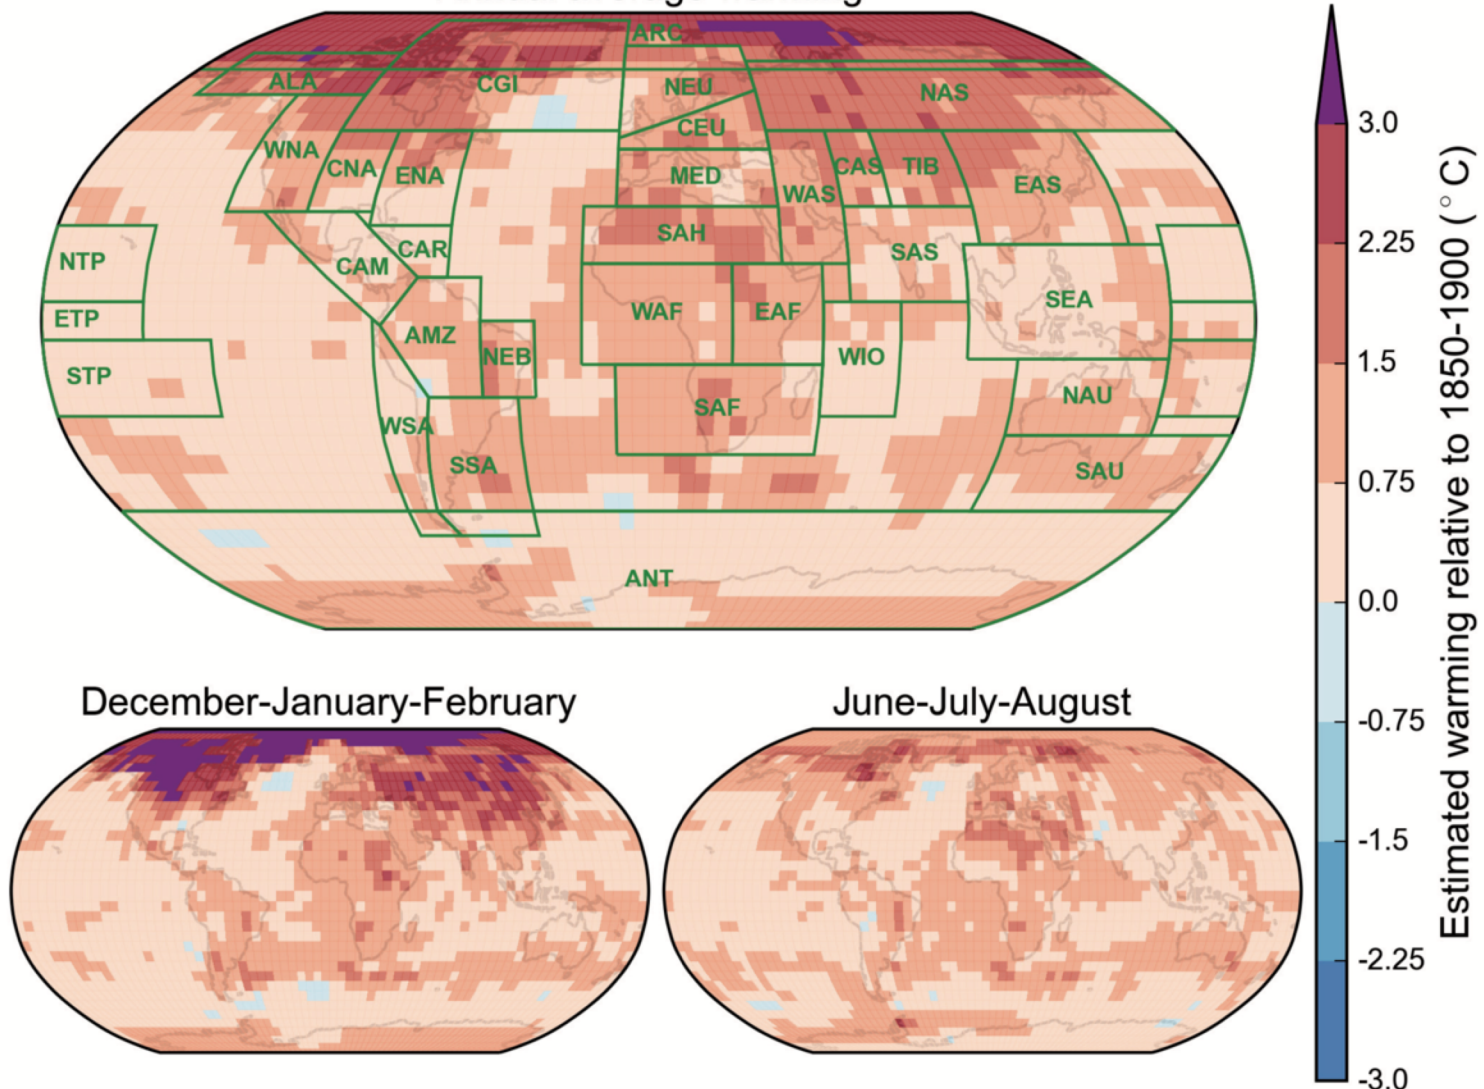 ARC
ALA
CGI
NEU
NAS
CEU
WNA
CNA
ENA
MED
WAS
CAS
TIB
EAS
NTP
CAM
CAR
SAH
SAS
ETP
AMZ
NEB
WAF
EAF
WIO
SEA
STP
WSA
SSA
SAF
NAU
SAU
ANT
3.0
2.25
1.5
0.75
0.0
-0.75
-1.5
-2.25
-3.0
Estimated warming relative to 1850-1900 (°C)
December-January-February
June-July-August